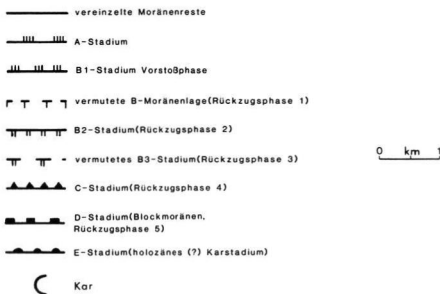 vereinzelte Moränenreste
A-Stadium
B1-Stadium Vorstoßphase
vermutete B-Moränenlage(Rückzugsphase 1)
B2-Stadium(Rückzugsphase 2)
vermutetes B3-Stadium(Rückzugsphase 3)
0 km 1
C-Stadium(Rückzugsphase 4)
D-Stadium(Blockmoränen,
Rückzugsphase 5)
E-Stadium(holozänes (?) Karstadium)
Kar